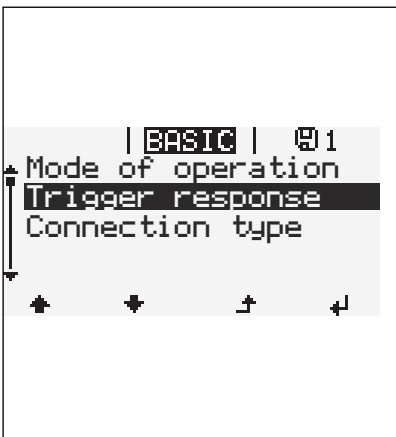 | BASIC | 1
Mode of operation
Trigger response
Connection type